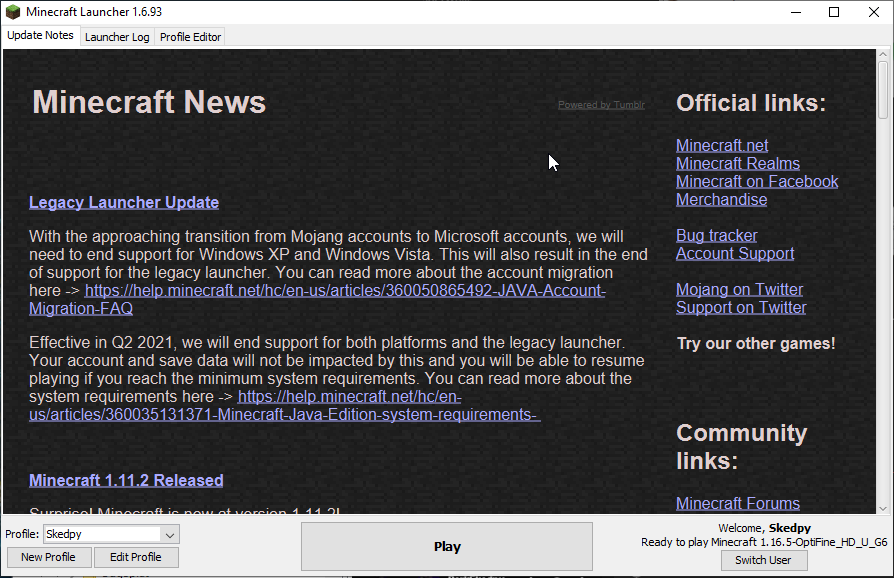 Minecraft Launcher 1.6.93
Update Notes
Launcher Log
Profile Editor
Minecraft News
Powered by Tumblr
Legacy Launcher Update
With the approaching transition from Mojang accounts to Microsoft accounts, we will
need to end support for Windows XP and Windows Vista. This will also result in the end
of support for the legacy launcher. You can read more about the account migration
here -> https://help.minecraft.net/hc/en-us/articles/360050865492-JAVA-Account-
Migration-FAQ
Effective in Q2 2021, we will end support for both platforms and the legacy launcher.
Your account and save data will not be impacted by this and you will be able to resume
playing if you reach the minimum system requirements. You can read more about the
system requirements here -> https://help.minecraft.net/hc/en-
us/articles/360035131371-Minecraft-Java-Edition-system-requirements-
Minecraft 1.11.2 Released
Surprise! Minecraft is now at version 1.11.2!
Official links:
Minecraft.net
Minecraft Realms
Minecraft on Facebook
Merchandise
Bug tracker
Account Support
Mojang on Twitter
Support on Twitter
Try our other games!
Community
links:
Minecraft Forums
Profile: Skedpy
New Profile
Edit Profile
Play
Welcome, Skedpy
Ready to play Minecraft 1.16.5-OptiFine_HD_U_G6
Switch User